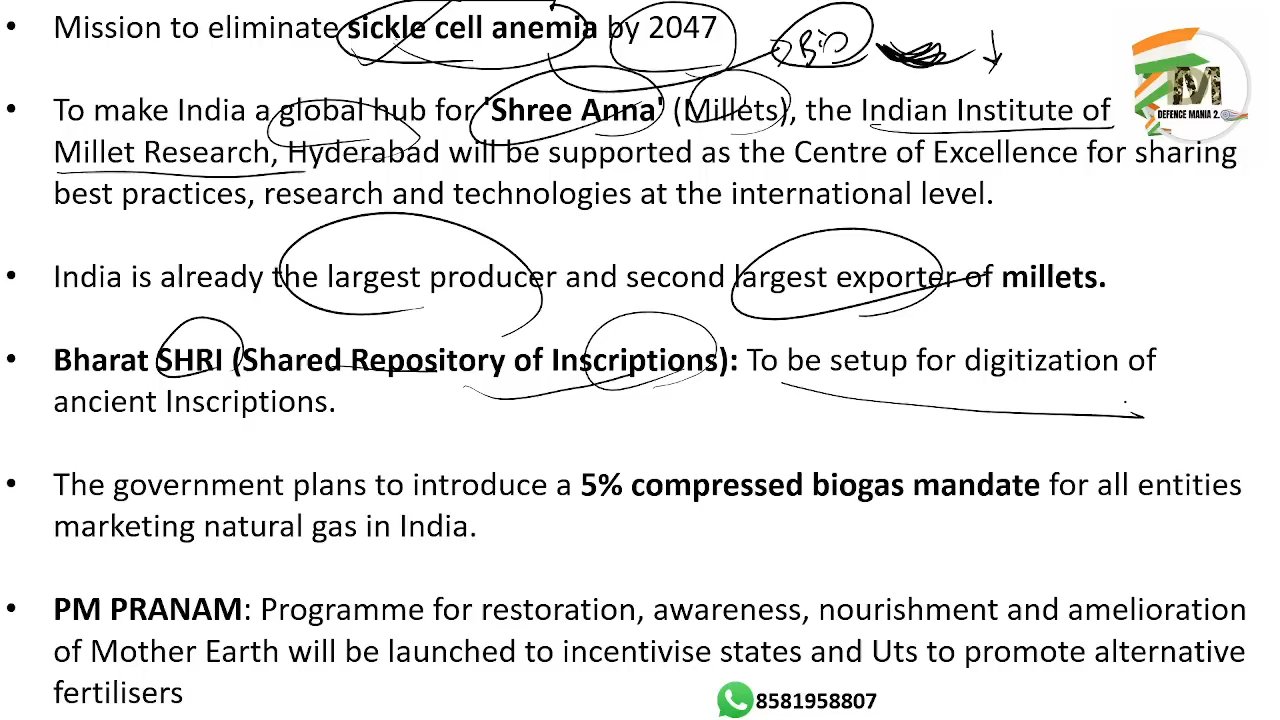 • Mission to eliminate sickle cell anemia by 2047
Bio
• To make India a global hub for 'Shree Anna' (Millets), the Indian Institute of
Millet Research, Hyderabad will be supported as the Centre of Excellence for sharing
best practices, research and technologies at the international level.
M
DEFENCE MANIA 2.
• India is already the largest producer and second largest exporter of millets.
• Bharat SHRI (Shared Repository of Inscriptions): To be setup for digitization of
ancient Inscriptions.
• The government plans to introduce a 5% compressed biogas mandate for all entities
marketing natural gas in India.
• PM PRANAM: Programme for restoration, awareness, nourishment and amelioration
of Mother Earth will be launched to incentivise states and Uts to promote alternative
fertilisers
8581958807